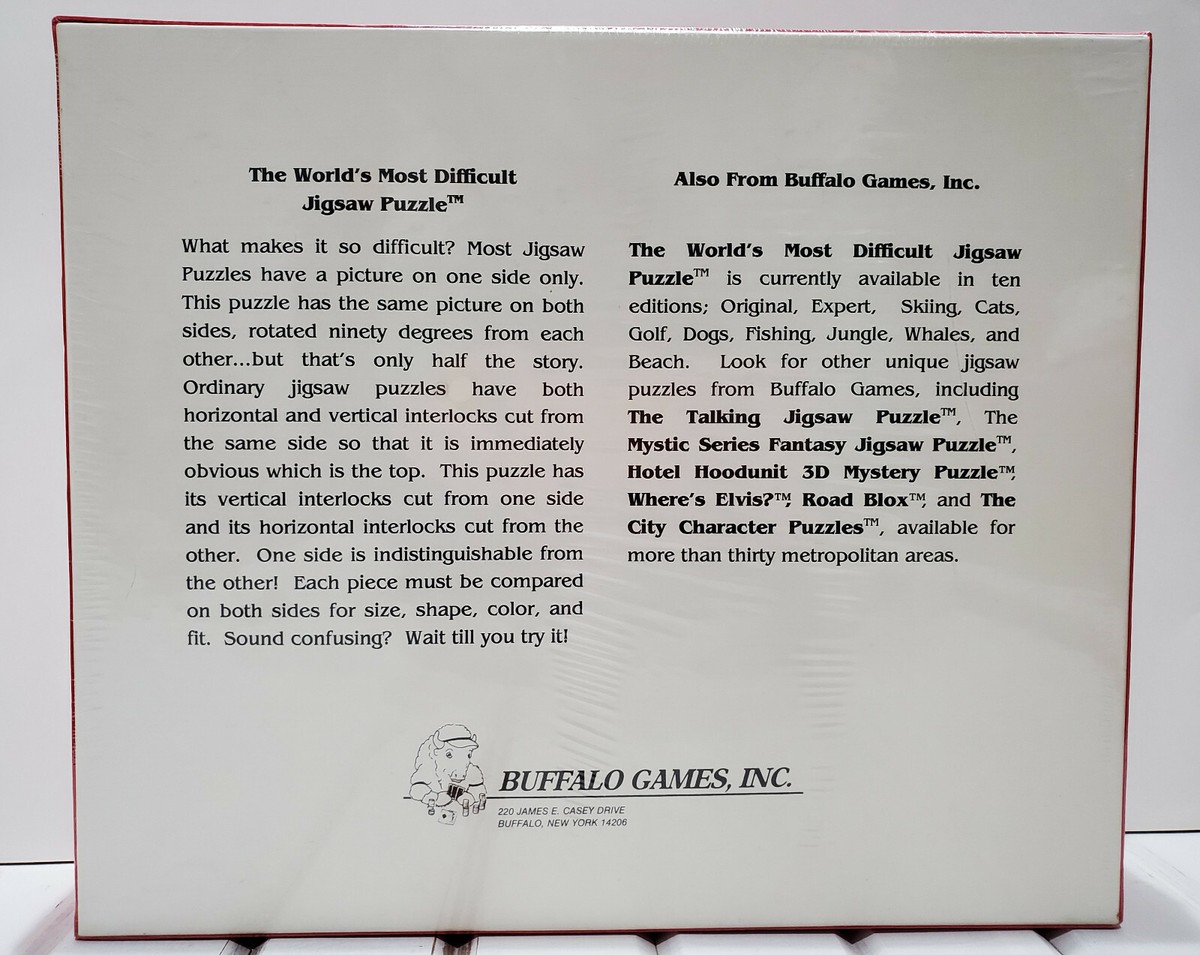 The World's Most Difficult
Jigsaw Puzzle™
What makes it so difficult? Most Jigsaw
Puzzles have a picture on one side only.
This puzzle has the same picture on both
sides, rotated ninety degrees from each
other...but that's only half the story.
Ordinary jigsaw puzzles have both
horizontal and vertical interlocks cut from
the same side so that it is immediately
obvious which is the top. This puzzle has
its vertical interlocks cut from one side
and its horizontal interlocks cut from the
other. One side is indistinguishable from
the other! Each piece must be compared
on both sides for size, shape, color, and
fit. Sound confusing? Wait till you try it!
Also From Buffalo Games, Inc.
The World's Most Difficult Jigsaw
Puzzle™ is currently available in ten
editions; Original, Expert, Skiing, Cats,
Golf, Dogs, Fishing, Jungle, Whales, and
Beach. Look for other unique jigsaw
puzzles from Buffalo Games, including
The Talking Jigsaw Puzzle™, The
Mystic Series Fantasy Jigsaw Puzzle™,
Hotel Hoodunit 3D Mystery Puzzle™,
Where's Elvis?™, Road Blox™, and The
City Character Puzzles™, available for
more than thirty metropolitan areas.
BUFFALO GAMES, INC.
220 JAMES E. CASEY DRIVE
BUFFALO, NEW YORK 14206